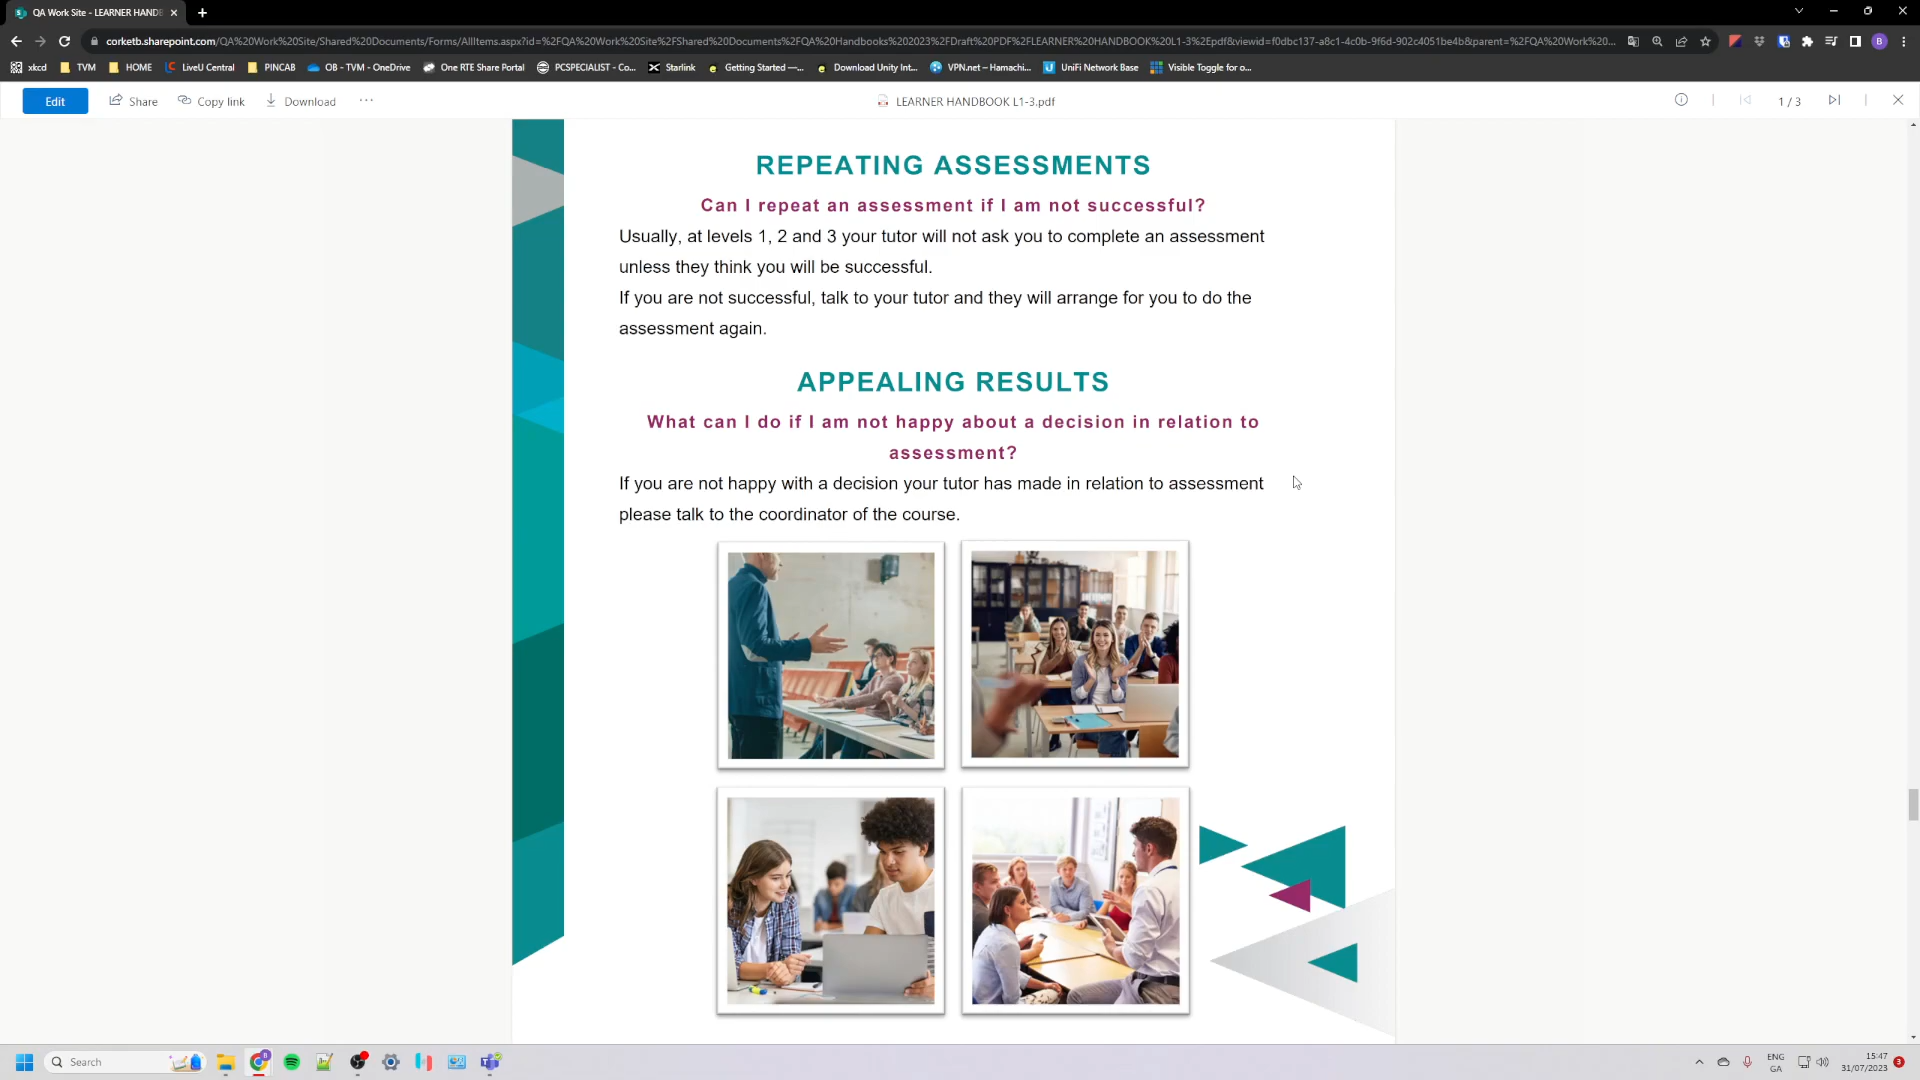 QA Work Site - LEARNER HANDB
corketb.sharepoint.com/QA%20Work%20Site/Shared%20Documents/Forms/AllItems.aspx?id=%2FQA%20Work%20Site%2FShared%20Documents%2FQA%20Handbooks%202023%2FDraft%20PDF%2FLEARNER%20HANDBOOK%20L1-3%2Epdf&viewid=f0dbc137-a8c1-4c0b-9f6d-902c4051be4b&parent=%2FQA%20Work%20...
B
xkcd TVM HOME LiveU Central PINCAB OB - TVM - OneDrive One RTE Share Portal PCSPECIALIST - Co... Starlink Getting Started —... Download Unity Int... VPN.net – Hamachi... UniFi Network Base Visible Toggle for o...
Edit Share Copy link Download ... LEARNER HANDBOOK L1-3.pdf 1 / 3
REPEATING ASSESSMENTS
Can I repeat an assessment if I am not successful?
Usually, at levels 1, 2 and 3 your tutor will not ask you to complete an assessment
unless they think you will be successful.
If you are not successful, talk to your tutor and they will arrange for you to do the
assessment again.
APPEALING RESULTS
What can I do if I am not happy about a decision in relation to
assessment?
If you are not happy with a decision your tutor has made in relation to assessment
please talk to the coordinator of the course.
Search
ENG
GA
15:47
31/07/2023
3